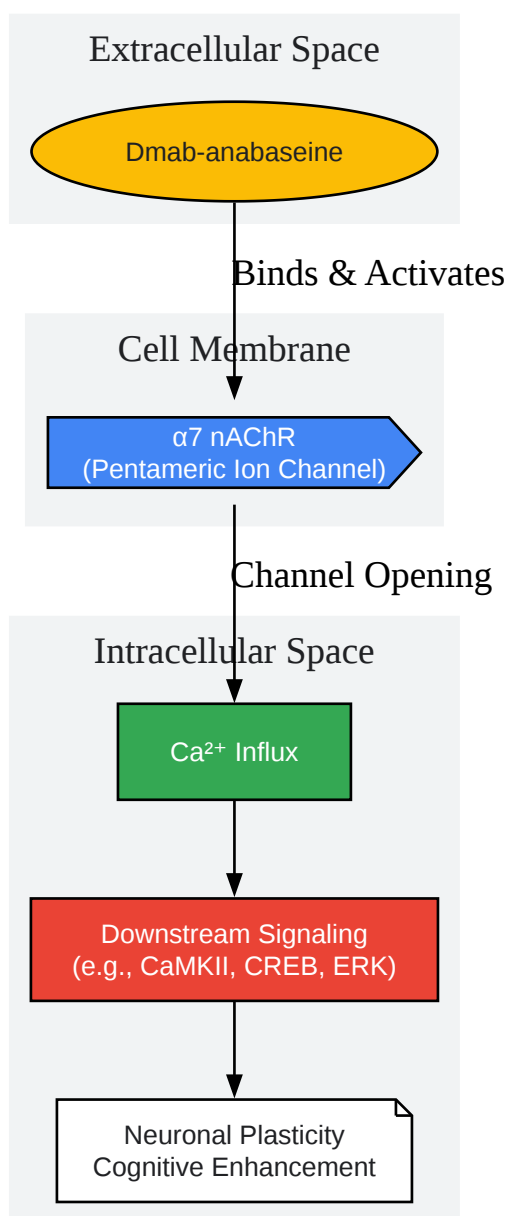 Extracellular Space
Dmab-anabaseine
Binds & Activates
Cell Membrane
α7 nAChR
(Pentameric Ion Channel)
Channel Opening
Intracellular Space
Ca²⁺ Influx
Downstream Signaling
(e.g., CaMKII, CREB, ERK)
Neuronal Plasticity
Cognitive Enhancement